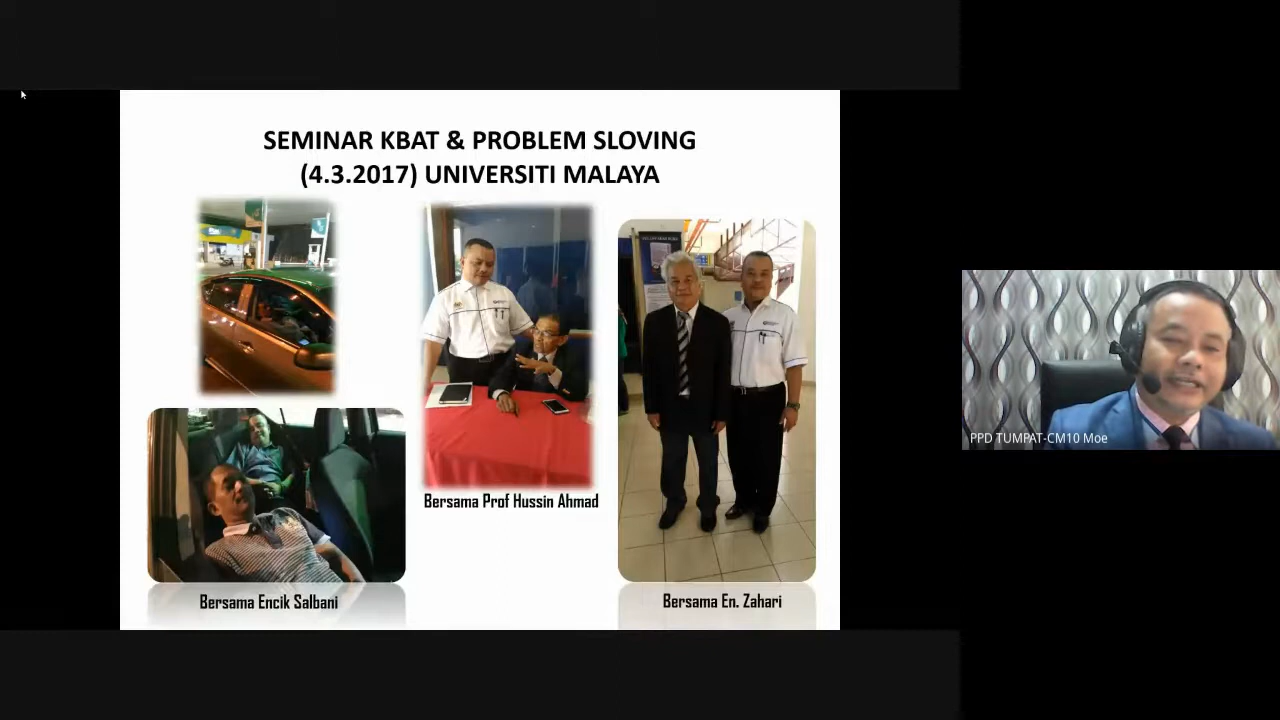 SEMINAR KBAT & PROBLEM SLOVING
(4.3.2017) UNIVERSITI MALAYA
Bersama Prof Hussin Ahmad
Bersama Encik Salbani
Bersama En. Zahari
PPD TUMPAT-CM10 Moe